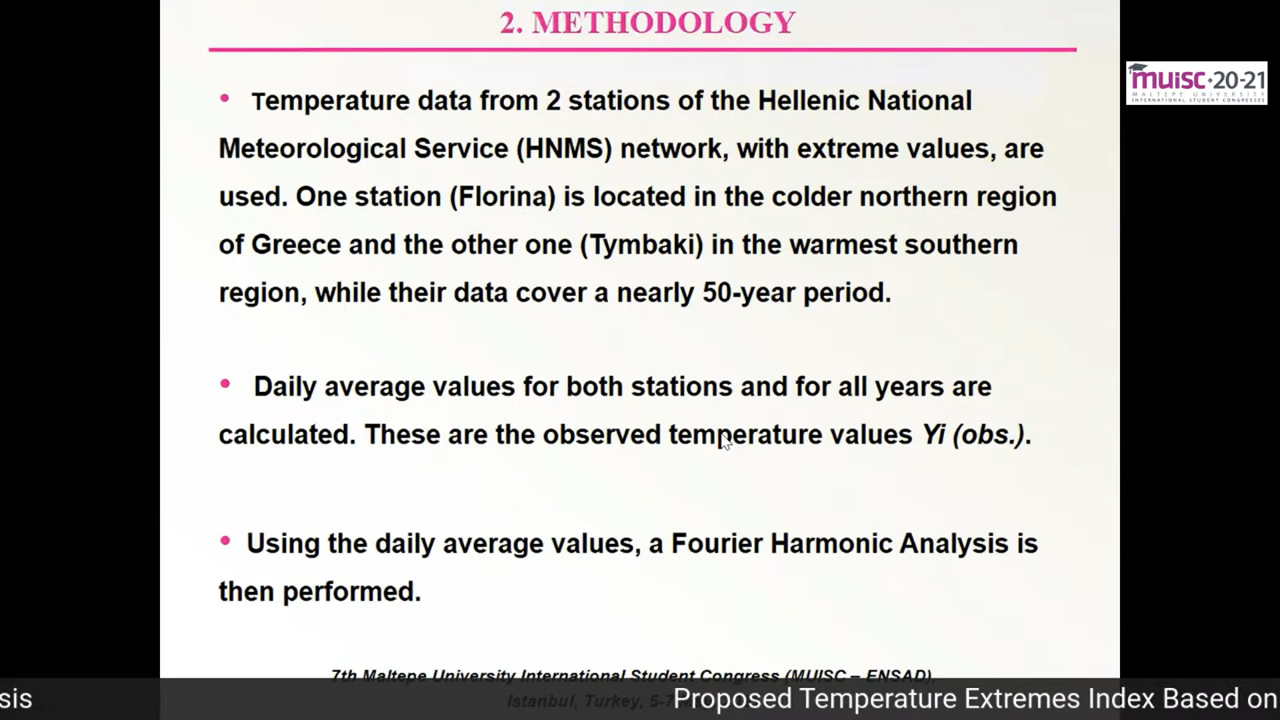 2. METHODOLOGY
muisc·20-21
MALTEPE UNIVERSITY
INTERNATIONAL STUDENT CONGRESSES
• Temperature data from 2 stations of the Hellenic National
Meteorological Service (HNMS) network, with extreme values, are
used. One station (Florina) is located in the colder northern region
of Greece and the other one (Tymbaki) in the warmest southern
region, while their data cover a nearly 50-year period.
• Daily average values for both stations and for all years are
calculated. These are the observed temperature values Yi (obs.).
• Using the daily average values, a Fourier Harmonic Analysis is
then performed.
7th Maltepe University International Student Congress (MUISC – ENSAD),
Istanbul, Turkey, 5-7
sis
Proposed Temperature Extremes Index Based on